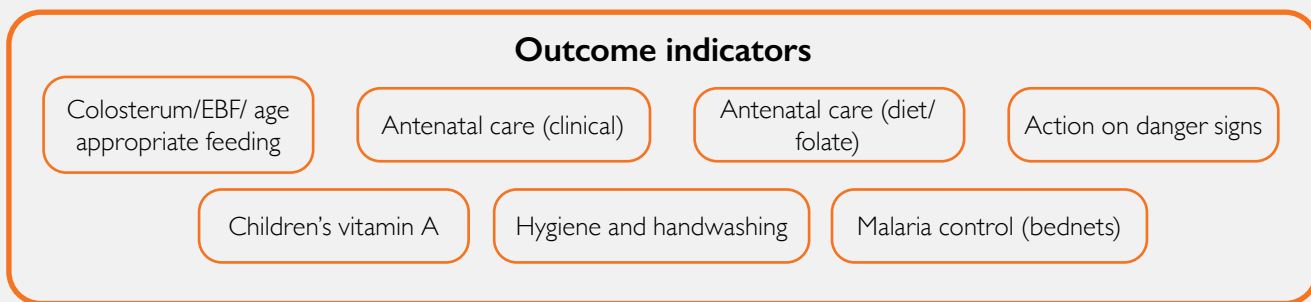 Outcome indicators
Colosterum/EBF/ age
appropriate feeding
Antenatal care (clinical)
Antenatal care (diet/
folate)
Action on danger signs
Children's vitamin A
Hygiene and handwashing
Malaria control (bednets)